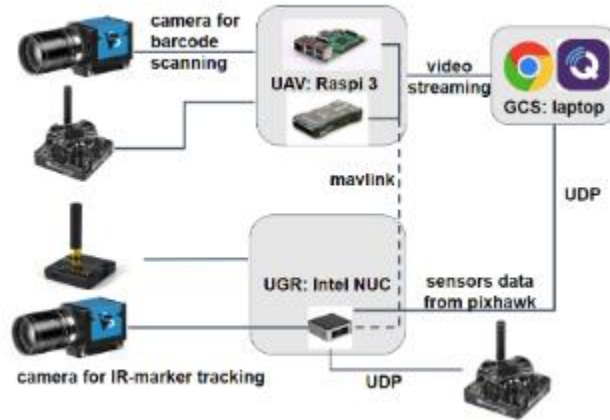 camera for
barcode
scanning
UAV: Raspi 3
video
streaming
GCS: laptop
mavlink
UDP
UGR: Intel NUC
sensors data
from pixhawk
camera for IR-marker tracking
UDP